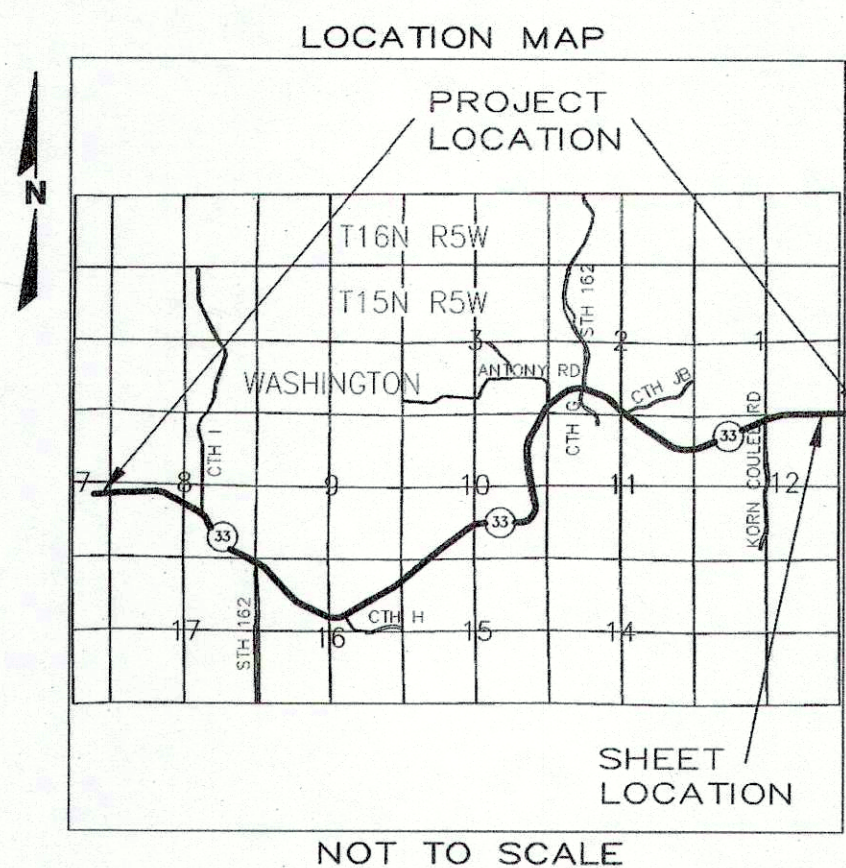 LOCATION MAP
PROJECT
LOCATION
N
T16N R5W
STH 162
T15N R5W
3
2
1
ANTONY RD
WASHINGTON
CTH JB
CTH I
CTH G
33
KORN COULEE RD
7
8
9
10
11
12
33
33
STH 162
CTH H
17
16
15
14
SHEET
LOCATION
NOT TO SCALE